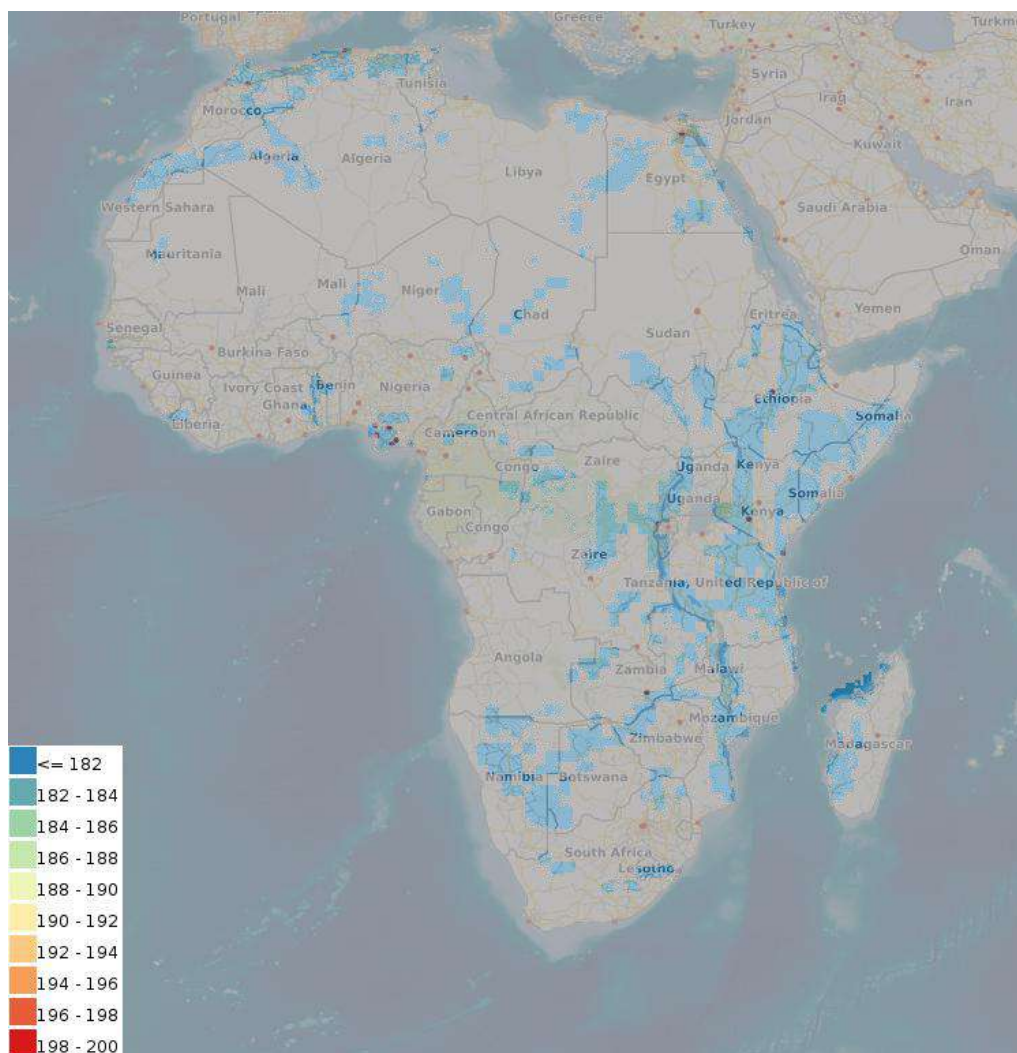 Portugal
Greece
Turkey
Turkm
Syria
Tunisia
Iraq
Iran
Morocco
Jordan
Kuwait
Algeria
Algeria
Libya
Egypt
Western Sahara
Saudi Arabia
Mauritania
Oman
Mali
Mali
Niger
Chad
Sudan
Eritrea
Yemen
Senegal
Burkina Faso
Guinea
Ivory Coast
Benin
Nigeria
Ghana
Ethiopia
Somalia
Liberia
Central African Republic
Cameroon
Congo
Zaire
Uganda
Kenya
Somalia
Uganda
Gabon
Kenya
Congo
Zaire
Tanzania, United Republic of
Angola
Zambia
Malawi
Mozambique
Zimbabwe
Madagascar
Namibia
Botswana
South Africa
Lesotho
<= 182
182 - 184
184 - 186
186 - 188
188 - 190
190 - 192
192 - 194
194 - 196
196 - 198
198 - 200